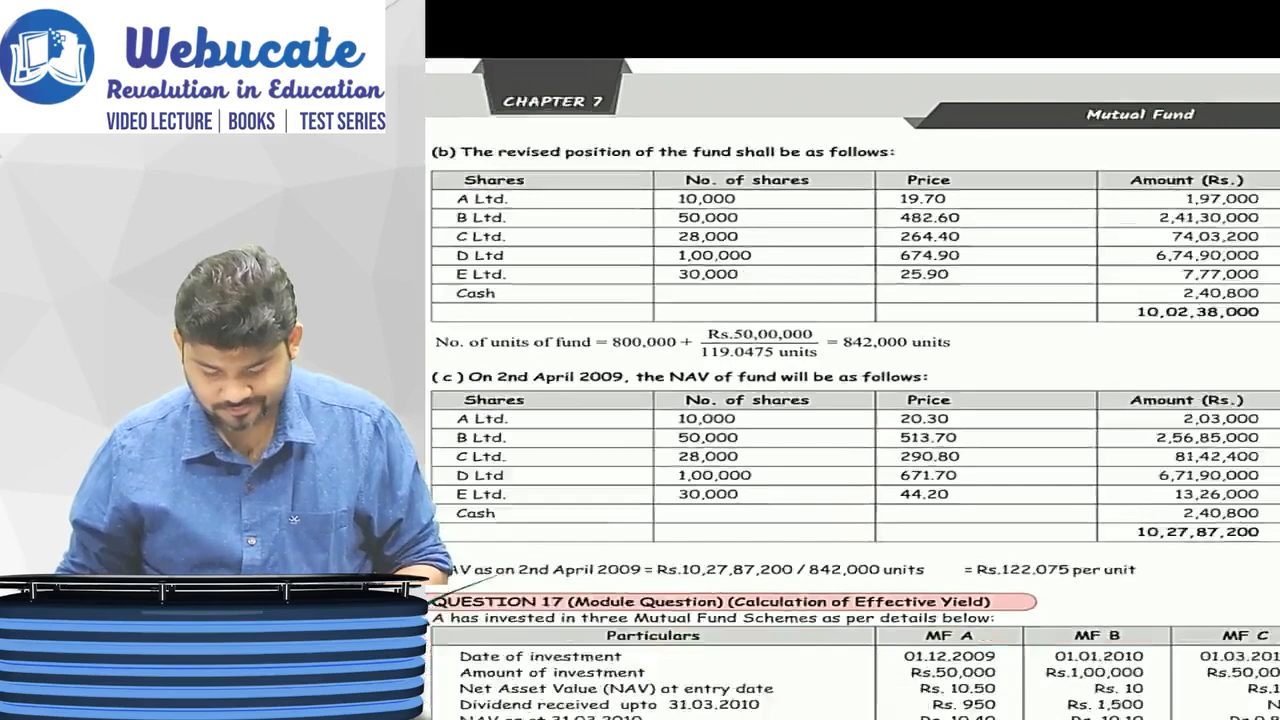 Webucate
Revolution in Education
VIDEO LECTURE | BOOKS | TEST SERIES
CHAPTER 7
Mutual Fund
(b) The revised position of the fund shall be as follows:
Shares No. of shares Price Amount (Rs.)
A Ltd. 10,000 19.70 1,97,000
B Ltd. 50,000 482.60 2,41,30,000
C Ltd. 28,000 264.40 74,03,200
D Ltd 1,00,000 674.90 6,74,90,000
E Ltd. 30,000 25.90 7,77,000
Cash 2,40,800
10,02,38,000
No. of units of fund = 800,000 + Rs.50,00,000 / 119.0475 units = 842,000 units
( c ) On 2nd April 2009, the NAV of fund will be as follows:
Shares No. of shares Price Amount (Rs.)
A Ltd. 10,000 20.30 2,03,000
B Ltd. 50,000 513.70 2,56,85,000
C Ltd. 28,000 290.80 81,42,400
D Ltd 1,00,000 671.70 6,71,90,000
E Ltd. 30,000 44.20 13,26,000
Cash 2,40,800
10,27,87,200
AV as on 2nd April 2009 = Rs.10,27,87,200 / 842,000 units = Rs.122.075 per unit
QUESTION 17 (Module Question) (Calculation of Effective Yield)
A has invested in three Mutual Fund Schemes as per details below:
Particulars MF A MF B MF C
Date of investment 01.12.2009 01.01.2010 01.03.201
Amount of investment Rs.50,000 Rs.1,00,000 Rs.50,00
Net Asset Value (NAV) at entry date Rs. 10.50 Rs. 10 Rs.1
Dividend received upto 31.03.2010 Rs. 950 Rs. 1,500 N